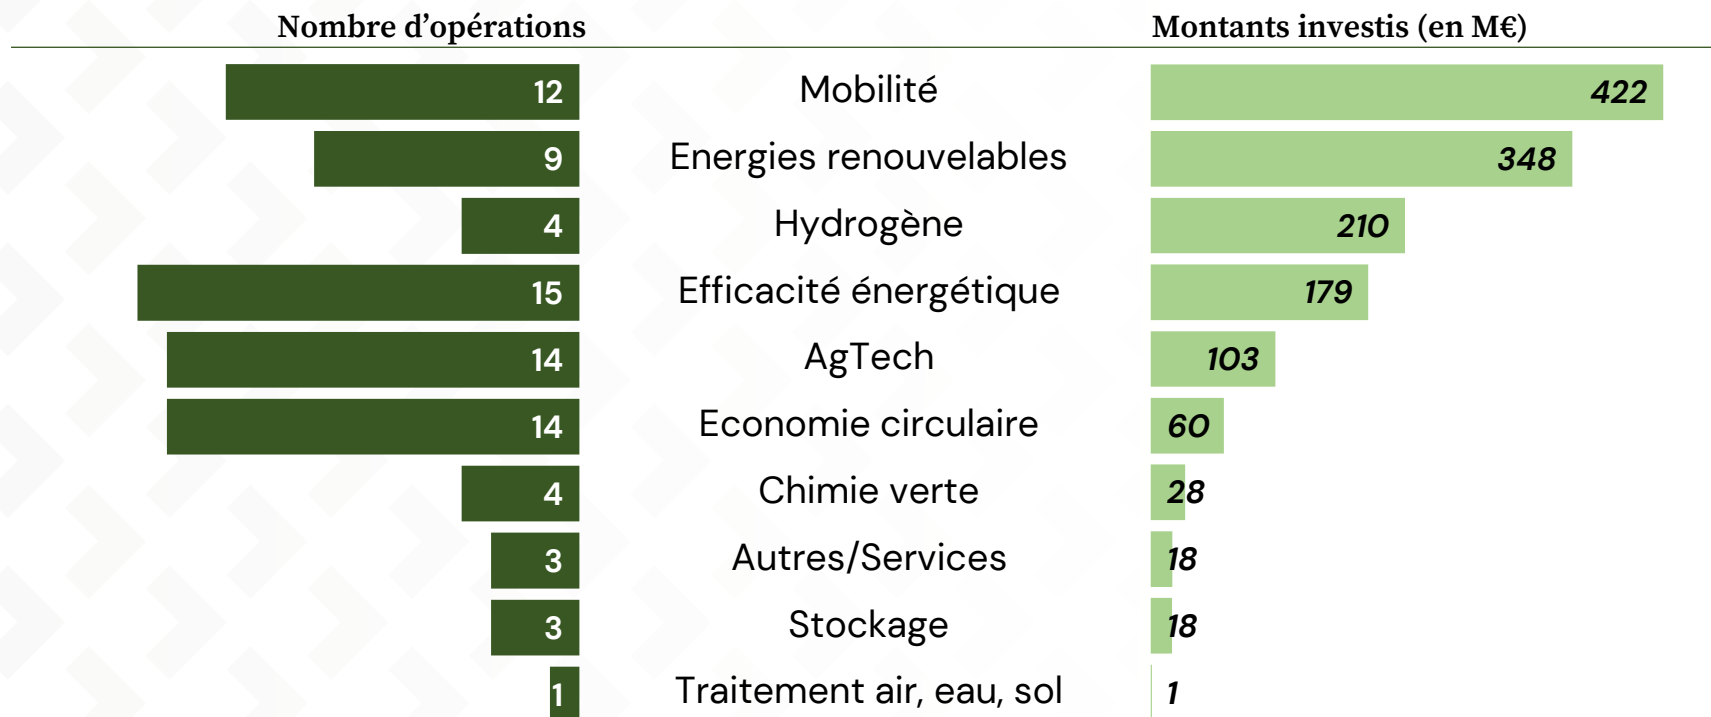 Nombre d’opérations Montants investis (en M€)
12 Mobilité 422
9 Energies renouvelables 348
4 Hydrogène 210
15 Efficacité énergétique 179
14 AgTech 103
14 Economie circulaire 60
4 Chimie verte 28
3 Autres/Services 18
3 Stockage 18
1 Traitement air, eau, sol 1